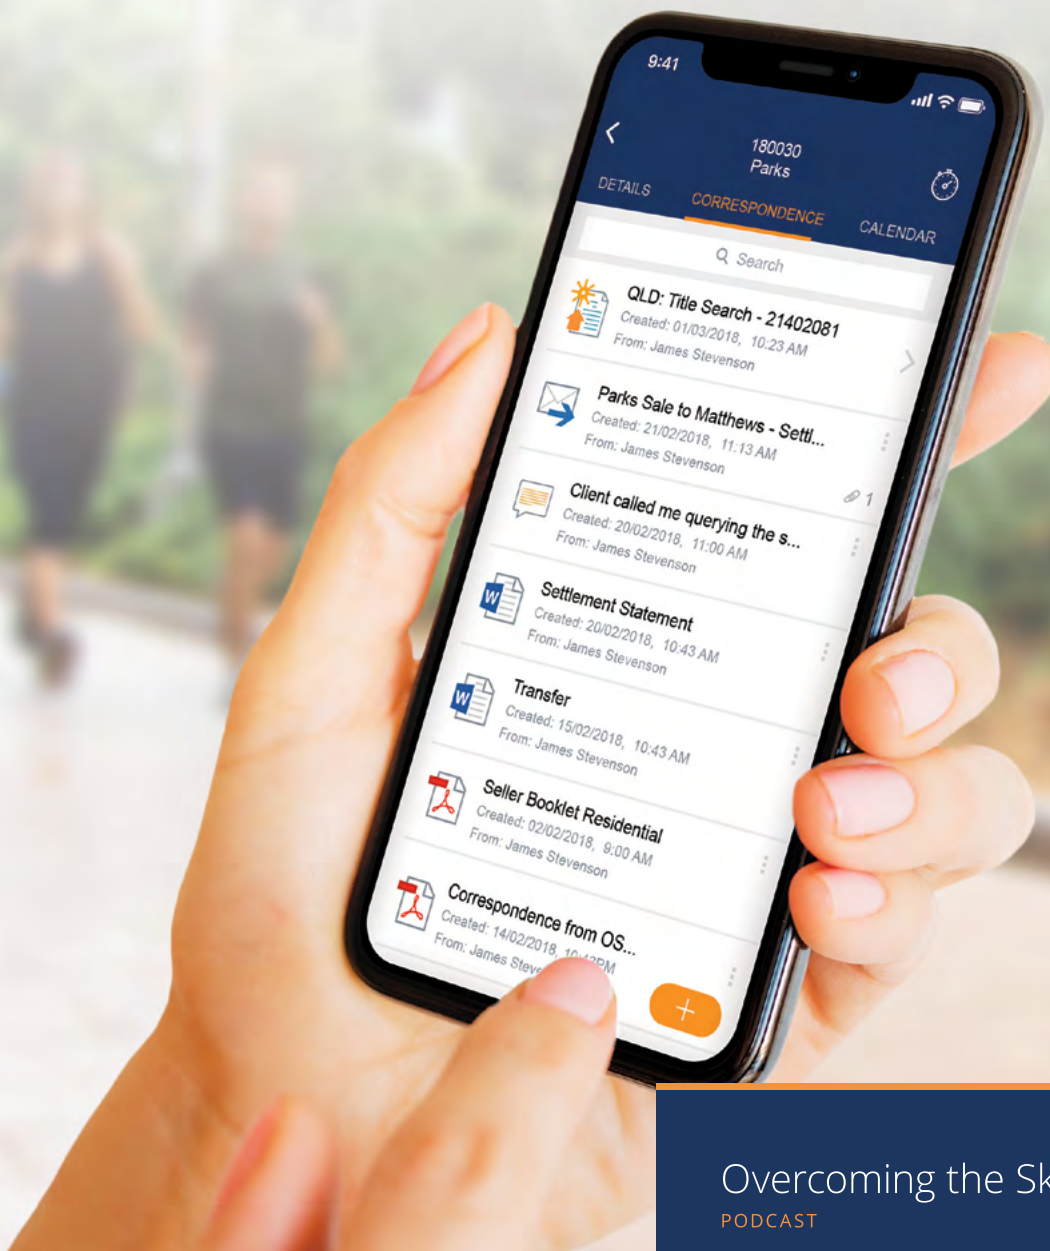 9:41
180030
Parks
DETAILS
CORRESPONDENCE
CALENDAR
Search
QLD: Title Search - 21402081
Created: 01/03/2018, 10:23 AM
From: James Stevenson
Parks Sale to Matthews - Settl...
Created: 21/02/2018, 11:13 AM
From: James Stevenson
1
Client called me querying the s...
Created: 20/02/2018, 11:00 AM
From: James Stevenson
W
Settlement Statement
Created: 20/02/2018, 10:43 AM
From: James Stevenson
W
Transfer
Created: 15/02/2018, 10:43 AM
From: James Stevenson
Seller Booklet Residential
Created: 02/02/2018, 9:00 AM
From: James Stevenson
Correspondence from OS...
Created: 14/02/2018,
From: James
Overcoming the
PODCAST